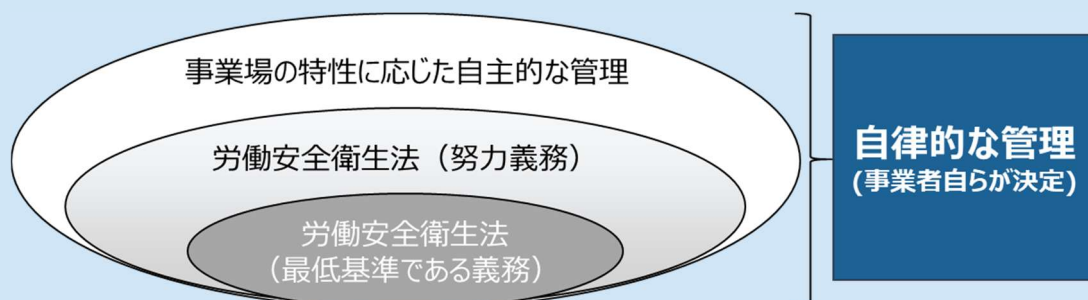 事業場の特性に応じた自主的な管理
労働安全衛生法（努力義務）
労働安全衛生法
（最低基準である義務）
自律的な管理
(事業者自らが決定)